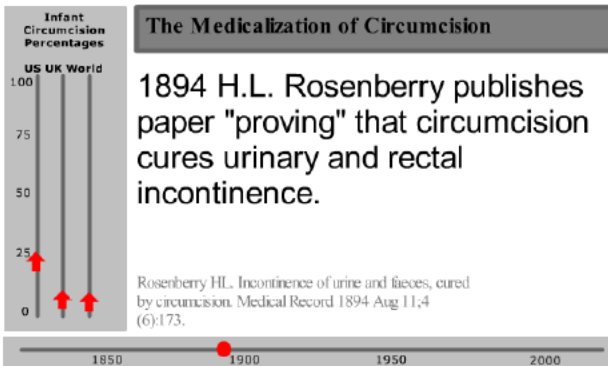 Infant
Circumcision
Percentages
US UK World
100
75
50
25
0
The Medicalization of Circumcision
1894 H.L. Rosenberry publishes
paper "proving" that circumcision
cures urinary and rectal
incontinence.
Rosenberry HL. Incontinence of urine and faeces, cured
by circumcision. Medical Record 1894 Aug 11;4
(6):173.
1850 1900 1950 2000